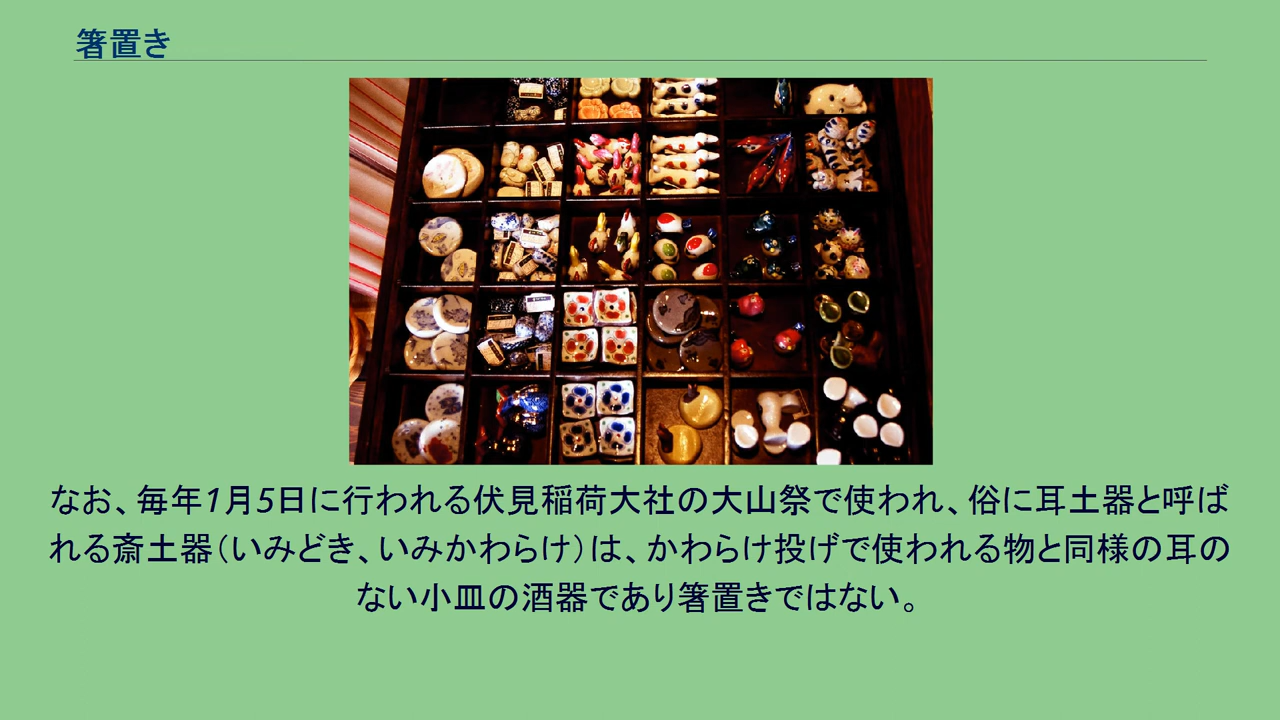 箸置き
なお、毎年1月5日に行われる伏見稲荷大社の大山祭で使われ、俗に耳土器と呼ば
れる斎土器（いみどき、いみかわらけ）は、かわらけ投げで使われる物と同様の耳の
ない小皿の酒器であり箸置きではない。